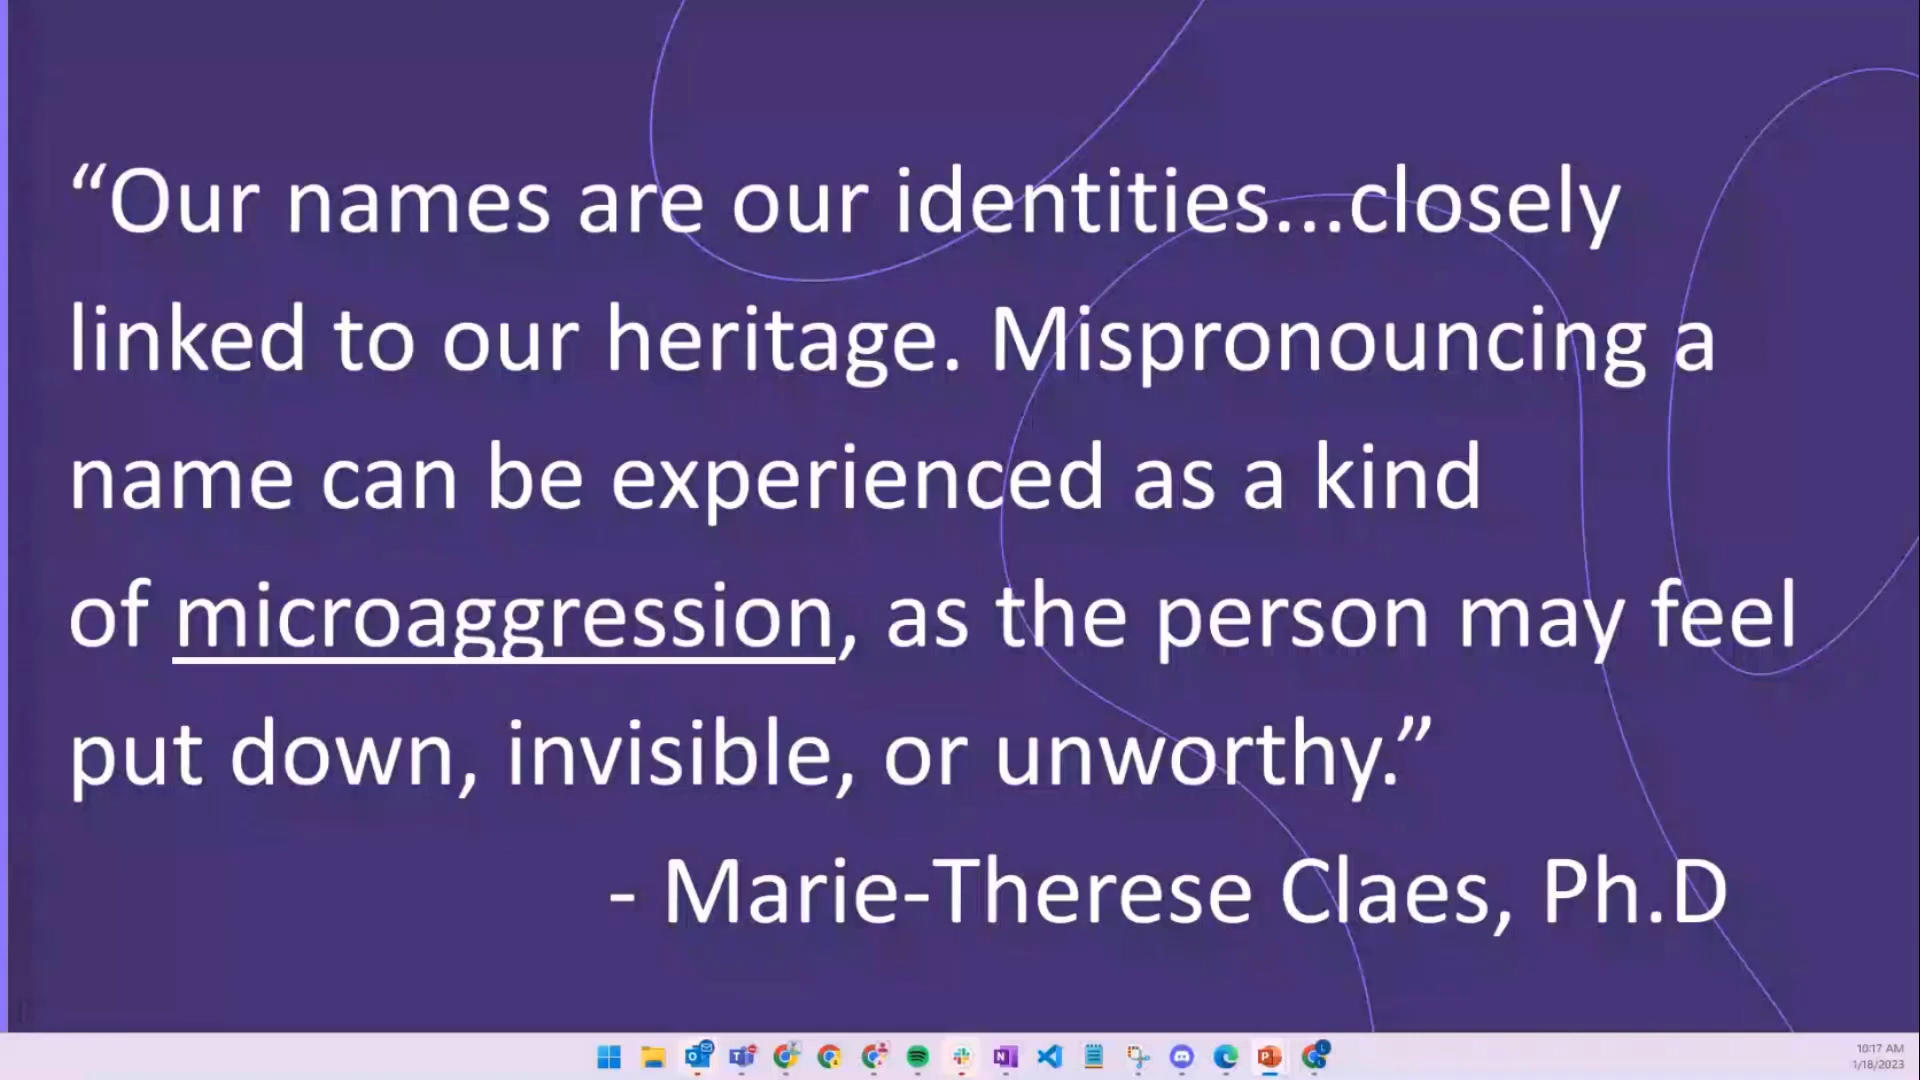 “Our names are our identities...closely
linked to our heritage. Mispronouncing a
name can be experienced as a kind
of microaggression, as the person may feel
put down, invisible, or unworthy.”
- Marie-Therese Claes, Ph.D
10:17 AM
1/18/2023